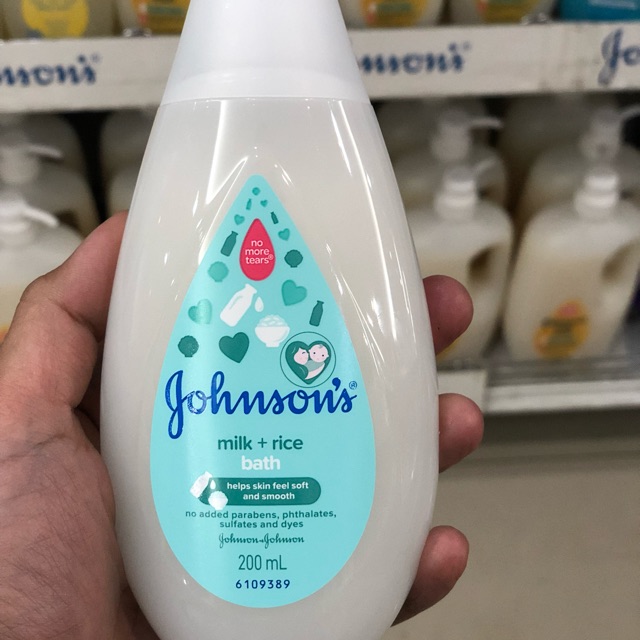 no
more
tears®
Johnson's®
milk + rice
bath
helps skin feel soft
and smooth
no added parabens, phthalates,
sulfates and dyes
Johnson & Johnson
200 mL
6109389